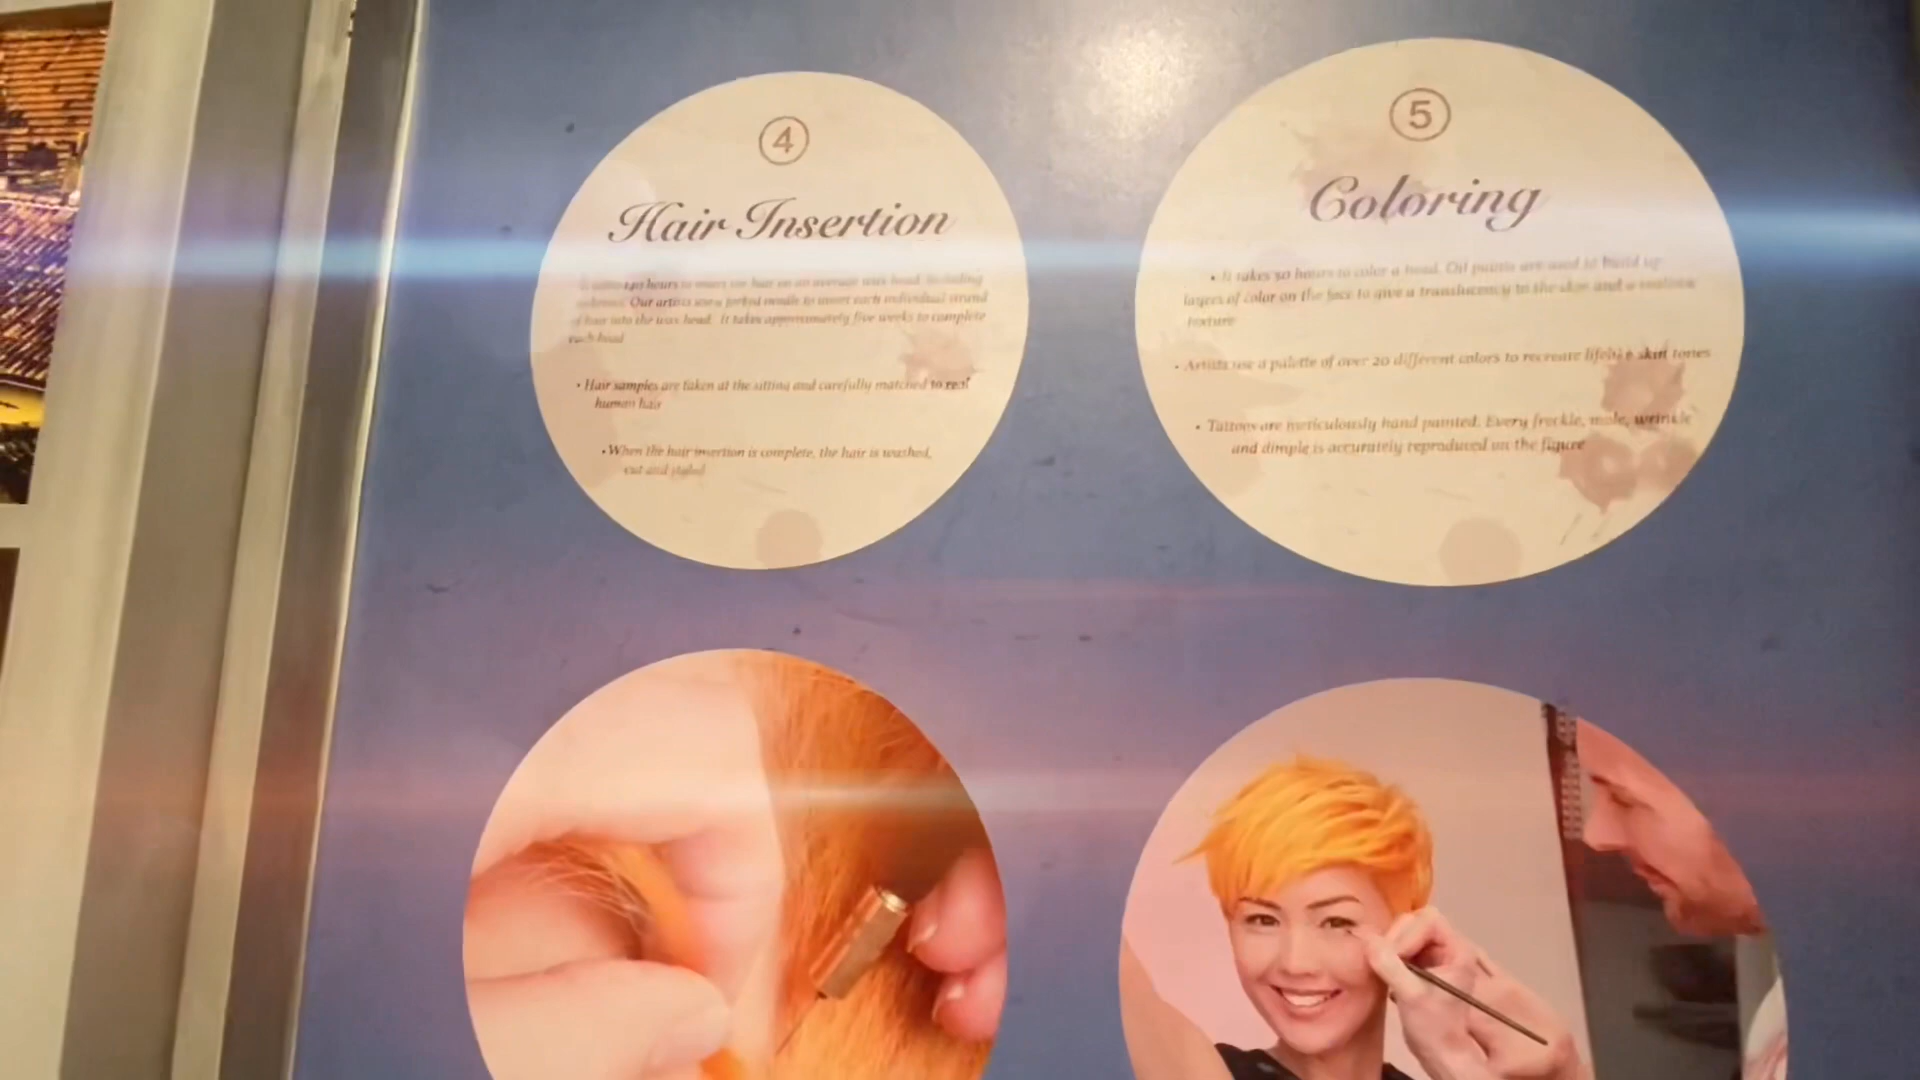 4
Hair Insertion
140 hours to insert the hair on an average wax head, including
Our artists use a forked needle to insert each individual strand
of hair into the wax head. It takes approximately five weeks to complete
each head
• Hair samples are taken at the sitting and carefully matched to real
human hair
• When the hair insertion is complete, the hair is washed,
cut and styled
5
Coloring
• It takes 50 hours to color a head. Oil paints are used to build up
layers of color on the face to give a translucency to the skin and a realistic
texture
• Artists use a palette of over 20 different colors to recreate lifelike skin tones
• Tattoos are meticulously hand painted. Every freckle, mole, wrinkle
and dimple is accurately reproduced on the figure